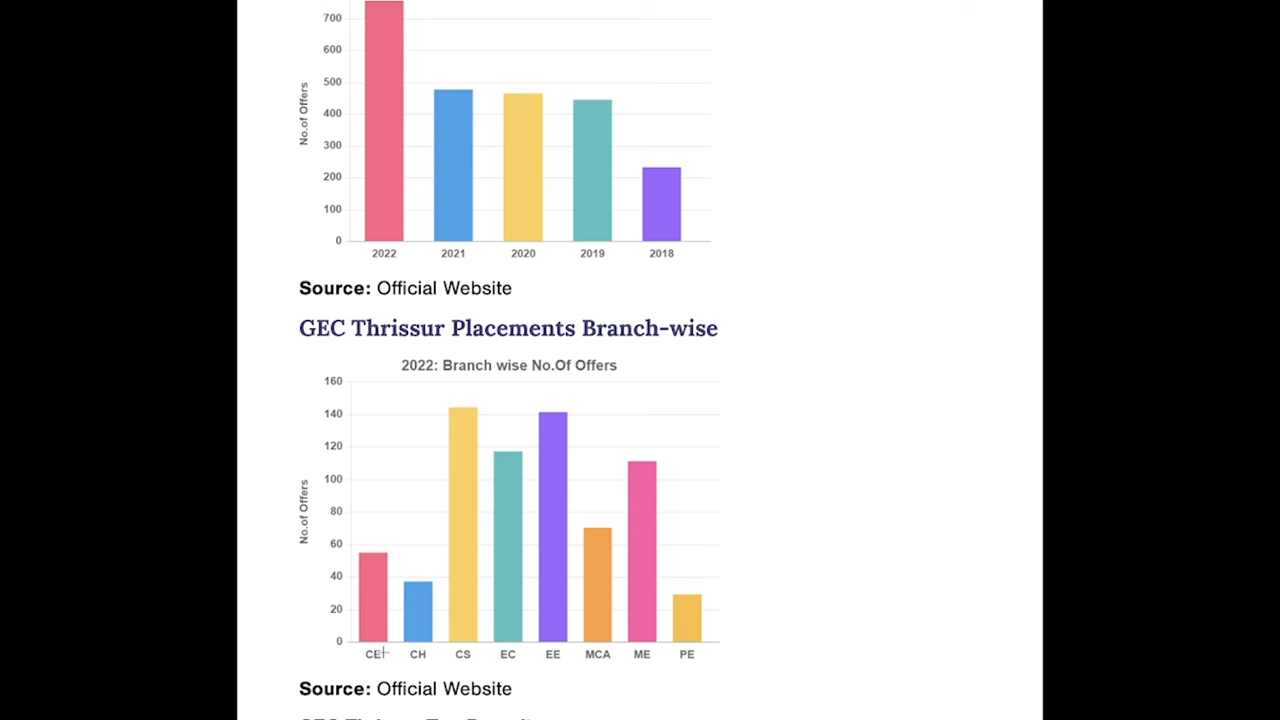 700
600
500
400
300
200
100
0
No.of Offers
2022 2021 2020 2019 2018
Source: Official Website
GEC Thrissur Placements Branch-wise
2022: Branch wise No.Of Offers
160
140
120
100
80
60
40
20
0
No.of Offers
CE CH CS EC EE MCA ME PE
Source: Official Website